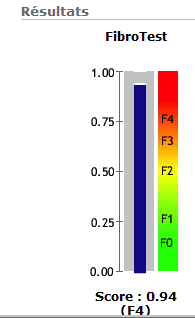 Résultats
FibroTest
1.00
F4
0.75
F3
F2
0.50
0.25
F1
F0
0.00
Score : 0.94
(F4)